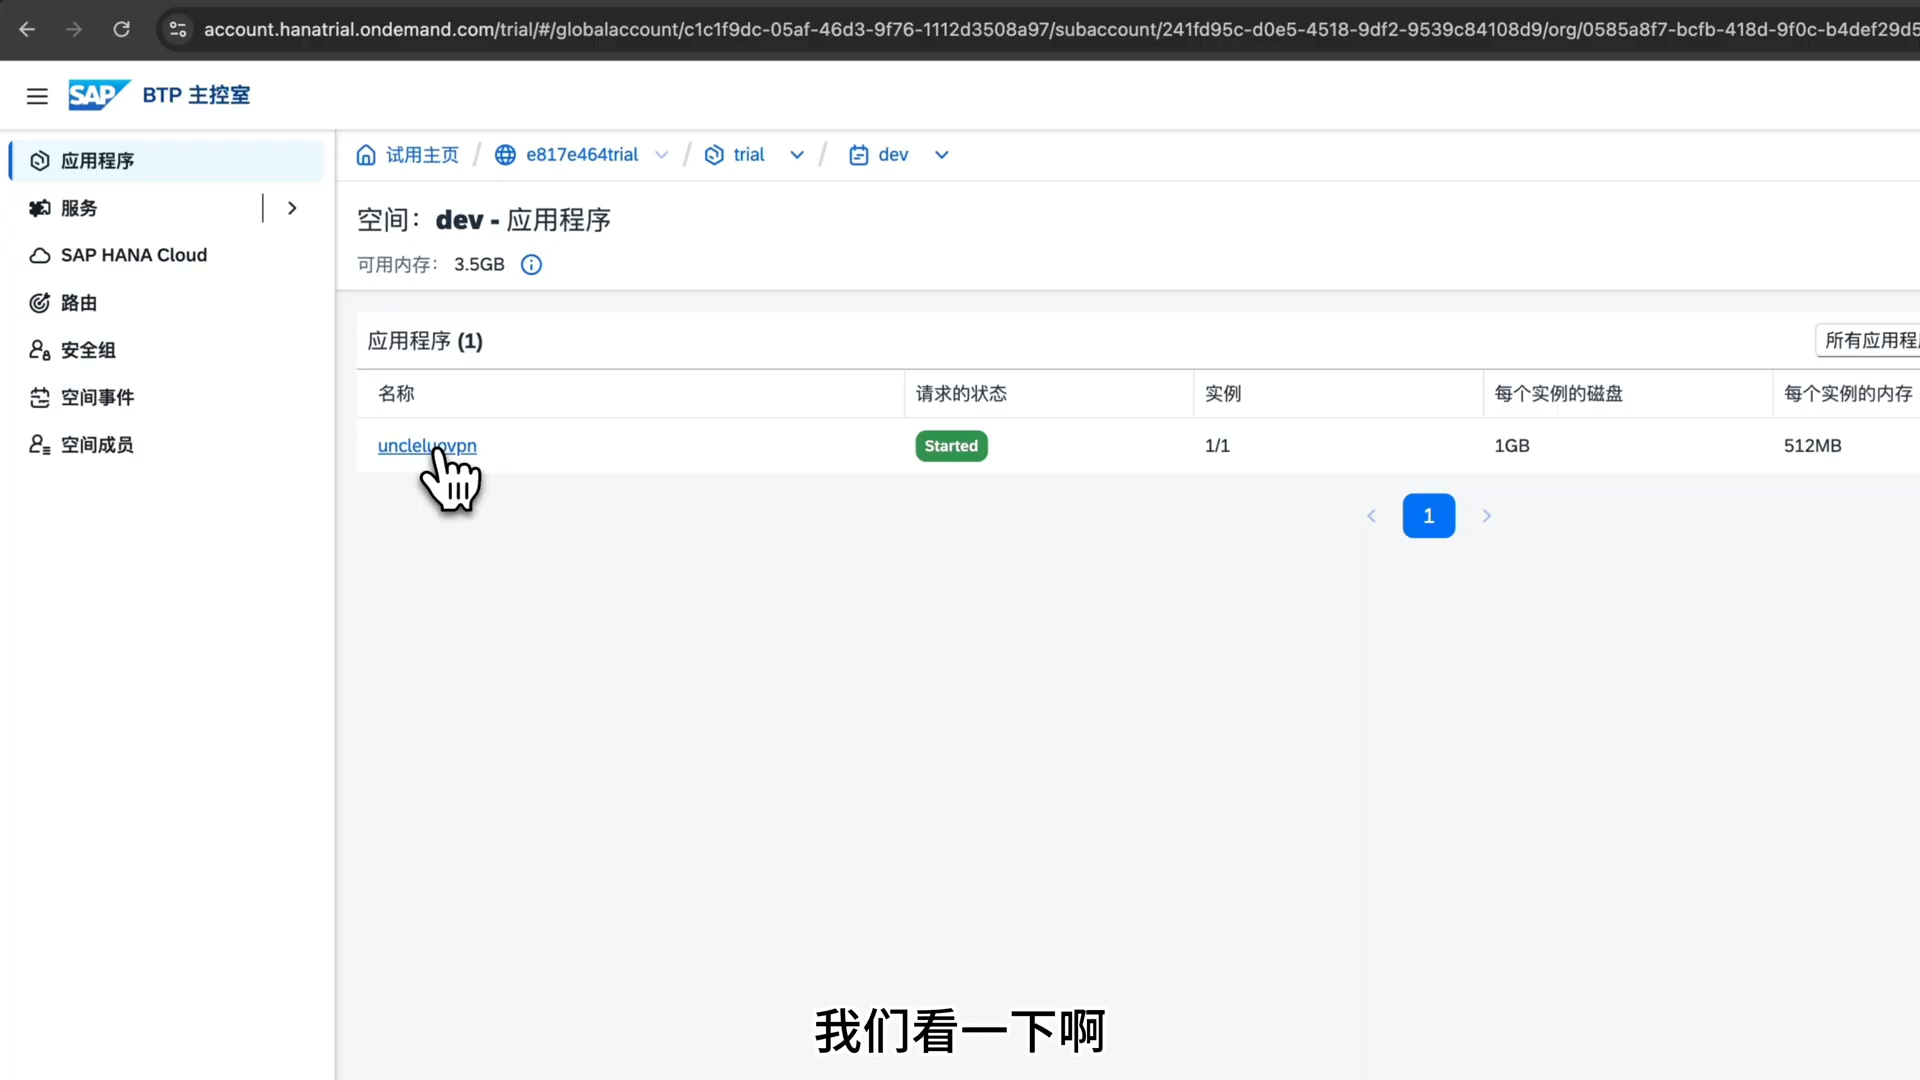 account.hanatrial.ondemand.com/trial/#/globalaccount/c1c1f9dc-05af-46d3-9f76-1112d3508a97/subaccount/241fd95c-d0e5-4518-9df2-9539c84108d9/org/0585a8f7-bcfb-418d-9f0c-b4def29d5
SAP BTP 主控室
应用程序
服务
SAP HANA Cloud
路由
安全组
空间事件
空间成员
试用主页 / e817e464trial / trial / dev
空间: dev - 应用程序
可用内存: 3.5GB
应用程序 (1)
所有应用程
名称 请求的状态 实例 每个实例的磁盘 每个实例的内存
uncleluovpn Started 1/1 1GB 512MB
1
我们看一下啊